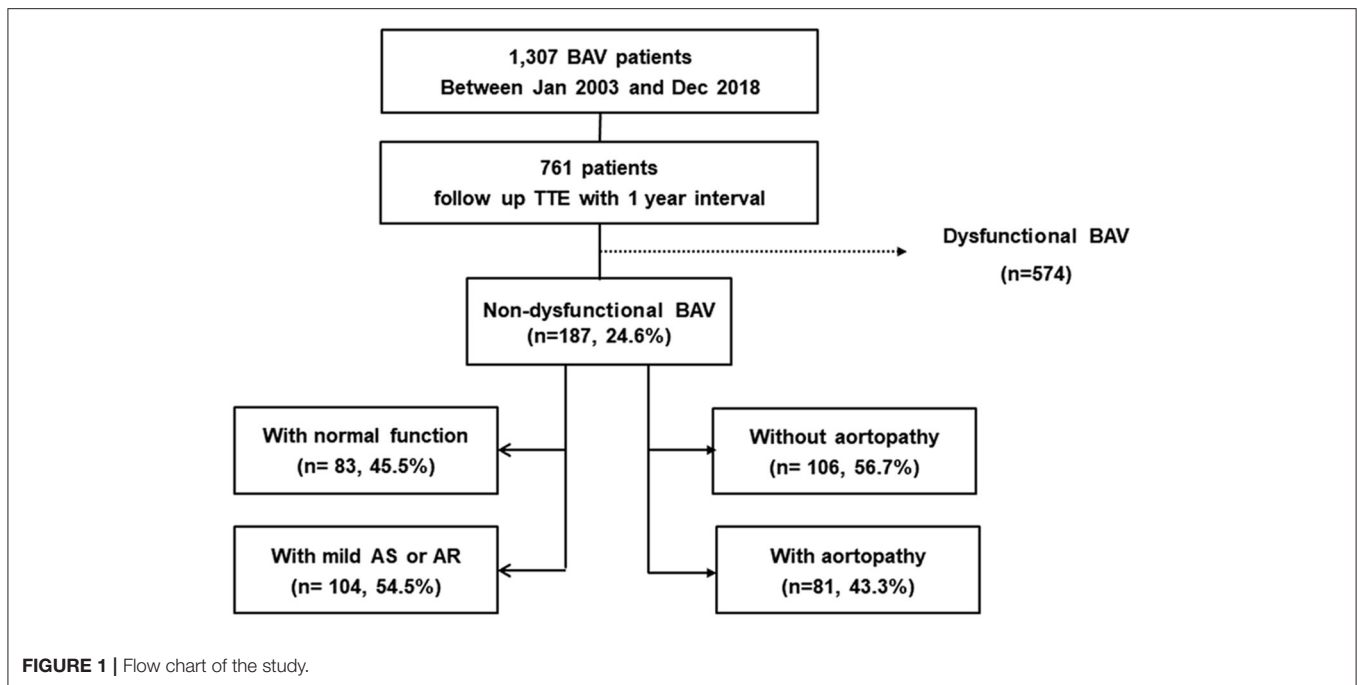 1,307 BAV patients
Between Jan 2003 and Dec 2018
761 patients
follow up TTE with 1 year interval
Dysfunctional BAV
(n=574)
Non-dysfunctional BAV
(n=187, 24.6%)
With normal function
(n= 83, 45.5%)
Without aortopathy
(n= 106, 56.7%)
With mild AS or AR
(n= 104, 54.5%)
With aortopathy
(n=81, 43.3%)
FIGURE 1 | Flow chart of the study.